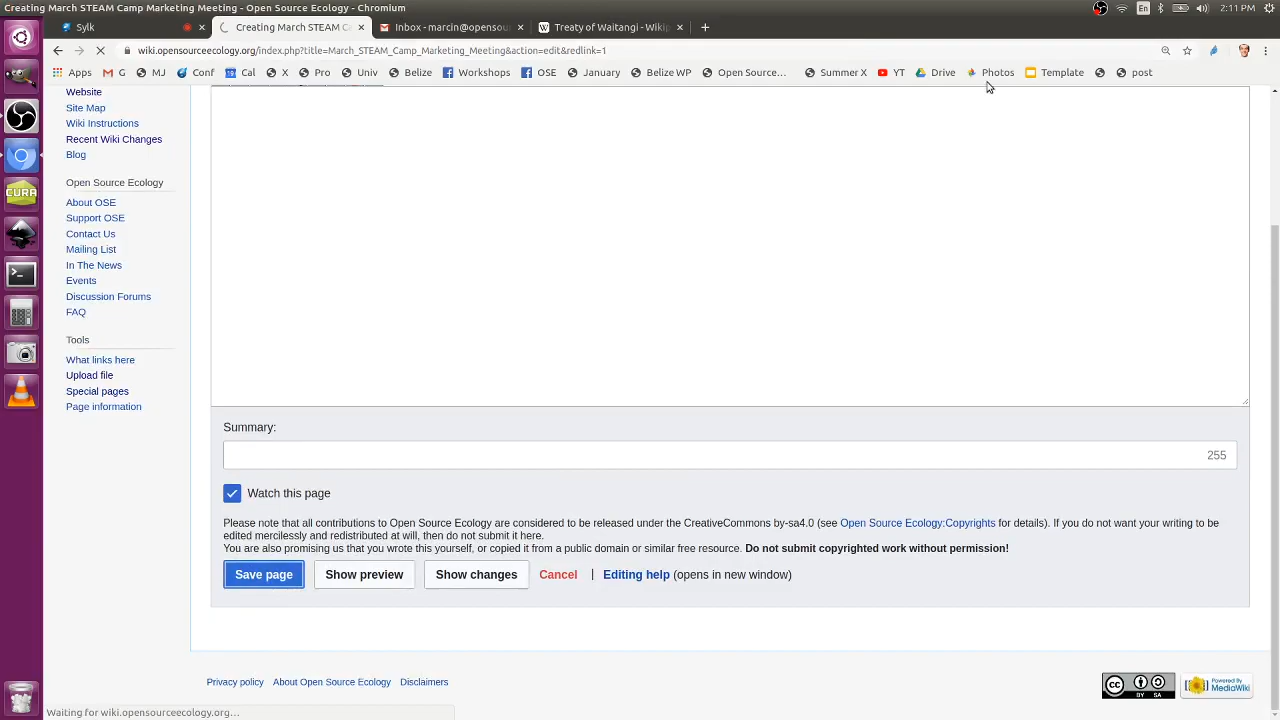 Creating March STEAM Camp Marketing Meeting - Open Source Ecology - Chromium
En
2:11 PM
Sylk
Creating March STEAM C
Inbox - marcin@opensou
Treaty of Waitangi - Wikip
wiki.opensourceecology.org/index.php?title=March_STEAM_Camp_Marketing_Meeting&action=edit&redlink=1
Apps
G
MJ
Conf
Cal
X
Pro
Univ
Belize
Workshops
OSE
January
Belize WP
Open Source...
Summer X
YT
Drive
Photos
Template
post
Website
Site Map
Wiki Instructions
Recent Wiki Changes
Blog
Open Source Ecology
About OSE
Support OSE
Contact Us
Mailing List
In The News
Events
Discussion Forums
FAQ
Tools
What links here
Upload file
Special pages
Page information
Summary:
255
Watch this page
Please note that all contributions to Open Source Ecology are considered to be released under the CreativeCommons by-sa4.0 (see Open Source Ecology:Copyrights for details). If you do not want your writing to be
edited mercilessly and redistributed at will, then do not submit it here.
You are also promising us that you wrote this yourself, or copied it from a public domain or similar free resource. Do not submit copyrighted work without permission!
Save page
Show preview
Show changes
Cancel | Editing help (opens in new window)
Privacy policy
About Open Source Ecology
Disclaimers
CC BY SA
Powered By MediaWiki
CURA
Waiting for wiki.opensourceecology.org...